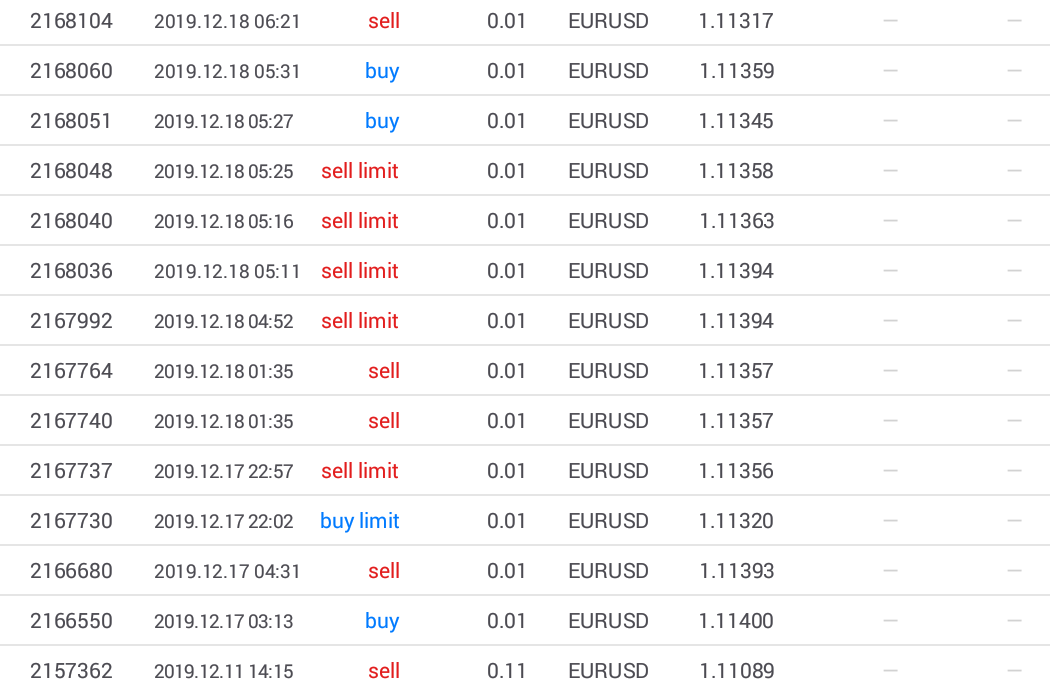 2168104 2019.12.18 06:21 sell 0.01 EURUSD 1.11317 — —
2168060 2019.12.18 05:31 buy 0.01 EURUSD 1.11359 — —
2168051 2019.12.18 05:27 buy 0.01 EURUSD 1.11345 — —
2168048 2019.12.18 05:25 sell limit 0.01 EURUSD 1.11358 — —
2168040 2019.12.18 05:16 sell limit 0.01 EURUSD 1.11363 — —
2168036 2019.12.18 05:11 sell limit 0.01 EURUSD 1.11394 — —
2167992 2019.12.18 04:52 sell limit 0.01 EURUSD 1.11394 — —
2167764 2019.12.18 01:35 sell 0.01 EURUSD 1.11357 — —
2167740 2019.12.18 01:35 sell 0.01 EURUSD 1.11357 — —
2167737 2019.12.17 22:57 sell limit 0.01 EURUSD 1.11356 — —
2167730 2019.12.17 22:02 buy limit 0.01 EURUSD 1.11320 — —
2166680 2019.12.17 04:31 sell 0.01 EURUSD 1.11393 — —
2166550 2019.12.17 03:13 buy 0.01 EURUSD 1.11400 — —
2157362 2019.12.11 14:15 sell 0.11 EURUSD 1.11089 — —